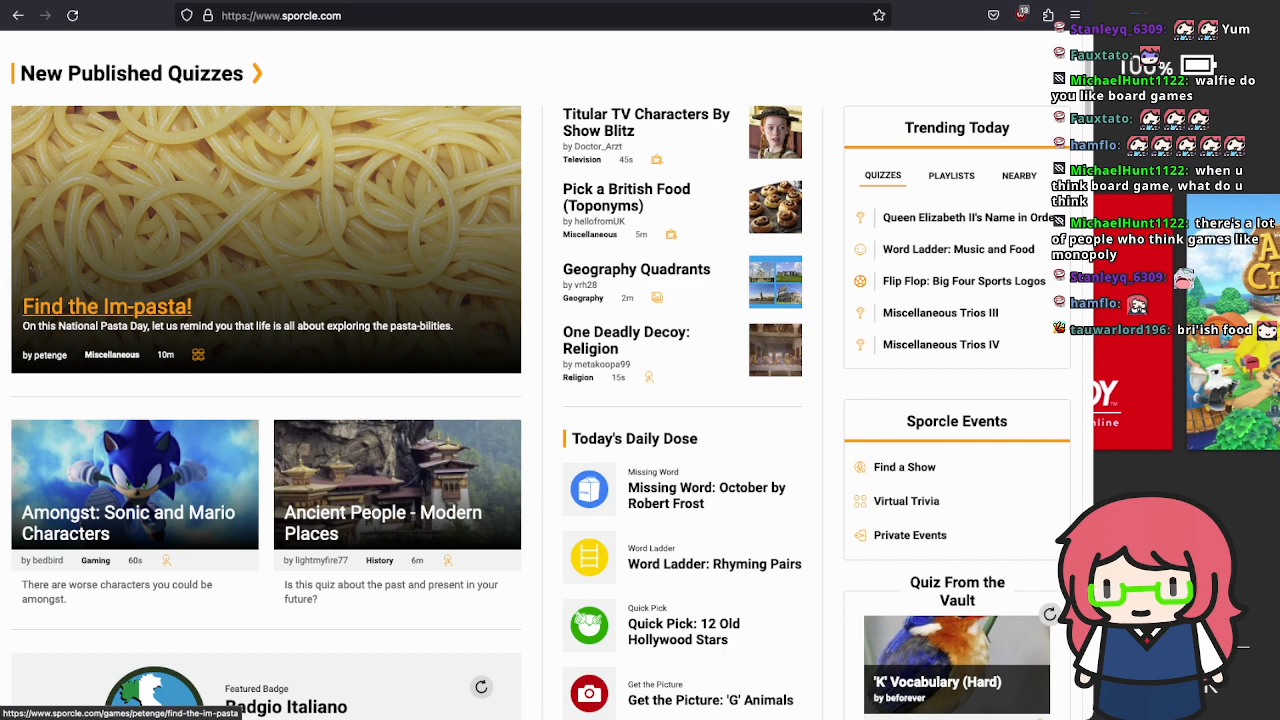 https://www.sporcle.com
13
New Published Quizzes
Find the Im-pasta!
On this National Pasta Day, let us remind you that life is all about exploring the pasta-bilities.
by petenge Miscellaneous 10m
Amongst: Sonic and Mario
Characters
by bedbird Gaming 60s
There are worse characters you could be
amongst.
Ancient People - Modern
Places
by lightmyfire77 History 6m
Is this quiz about the past and present in your
future?
Featured Badge
Badgio Italiano
https://www.sporcle.com/games/petenge/find-the-im-pasta
Titular TV Characters By
Show Blitz
by Doctor_Arzt
Television 45s
Pick a British Food
(Toponyms)
by hellofromUK
Miscellaneous 5m
Geography Quadrants
by vrh28
Geography 2m
One Deadly Decoy:
Religion
by metakoopa99
Religion 15s
Today's Daily Dose
Missing Word
Missing Word: October by
Robert Frost
Word Ladder
Word Ladder: Rhyming Pairs
Quick Pick
Quick Pick: 12 Old
Hollywood Stars
Get the Picture
Get the Picture: 'G' Animals
Trending Today
QUIZZES PLAYLISTS NEARBY
Queen Elizabeth II's Name in Orde
Word Ladder: Music and Food
Flip Flop: Big Four Sports Logos
Miscellaneous Trios III
Miscellaneous Trios IV
Sporcle Events
Find a Show
Virtual Trivia
Private Events
Quiz From the
Vault
'K' Vocabulary (Hard)
by beforever
Stanleyq_6309: Yum
Fauxtato:
100%
MichaelHunt1122: walfie do
you like board games
Fauxtato:
hamflo:
MichaelHunt1122: when u
think board game, what do u
think
MichaelHunt1122: there's a lot
of people who think games like
monopoly
Stanleyq_6309:
hamflo:
tauwarlord196: bri'ish food